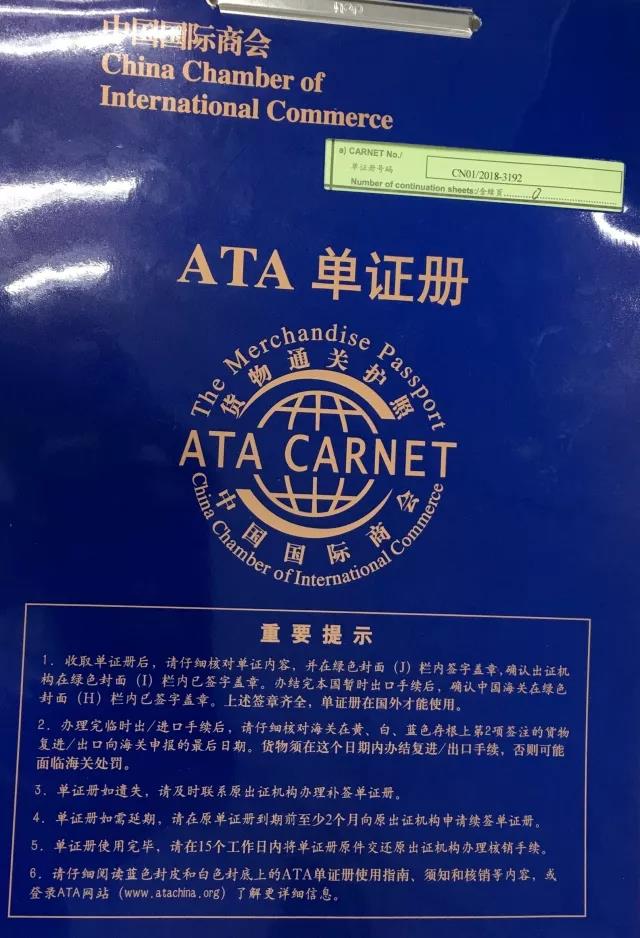 中国国际商会
China Chamber of
International Commerce
a) CARNET No./
单证册号码
CN01/2018-3192
Number of continuation sheets:/含续页 0
ATA 单证册
The Merchandise Passport
货物通关护照
ATA CARNET
中国国际商会
China Chamber of International Commerce
重要提示
1. 收取单证册后，请仔细核对单证内容，并在绿色封面（J）栏内签字盖章，确认出证机
构在绿色封面（I）栏内已签字盖章。办结完本国暂时出口手续后，确认中国海关在绿色
封面（H）栏内已签字盖章。上述签章齐全，单证册在国外才能使用。
2. 办理完临时出/进口手续后，请仔细核对海关在黄、白、蓝色存根上第2项签注的货物
复进/出口向海关申报的最后日期。货物须在这个日期内办结复进/出口手续，否则可能
面临海关处罚。
3. 单证册如遗失，请及时联系原出证机构办理补签单证册。
4. 单证册如需延期，请在原单证册到期前至少2个月向原出证机构申请续签单证册。
5. 单证册使用完毕，请在15个工作日内将单证册原件交还原出证机构办理核销手续。
6. 请仔细阅读蓝色封皮和白色封底上的ATA单证册使用指南、须知和核销等内容，或
登录ATA网站（www.atachina.org）了解更详细信息。